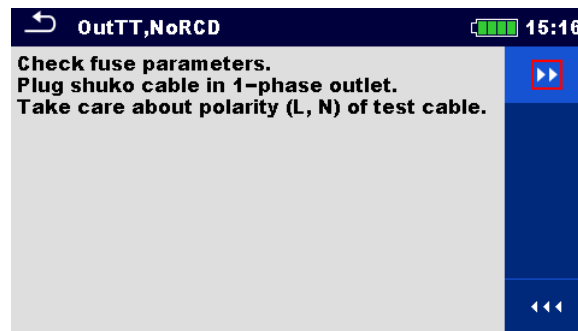 OutTT,NoRCD
15:16
Check fuse parameters.
Plug shuko cable in 1-phase outlet.
Take care about polarity (L, N) of test cable.